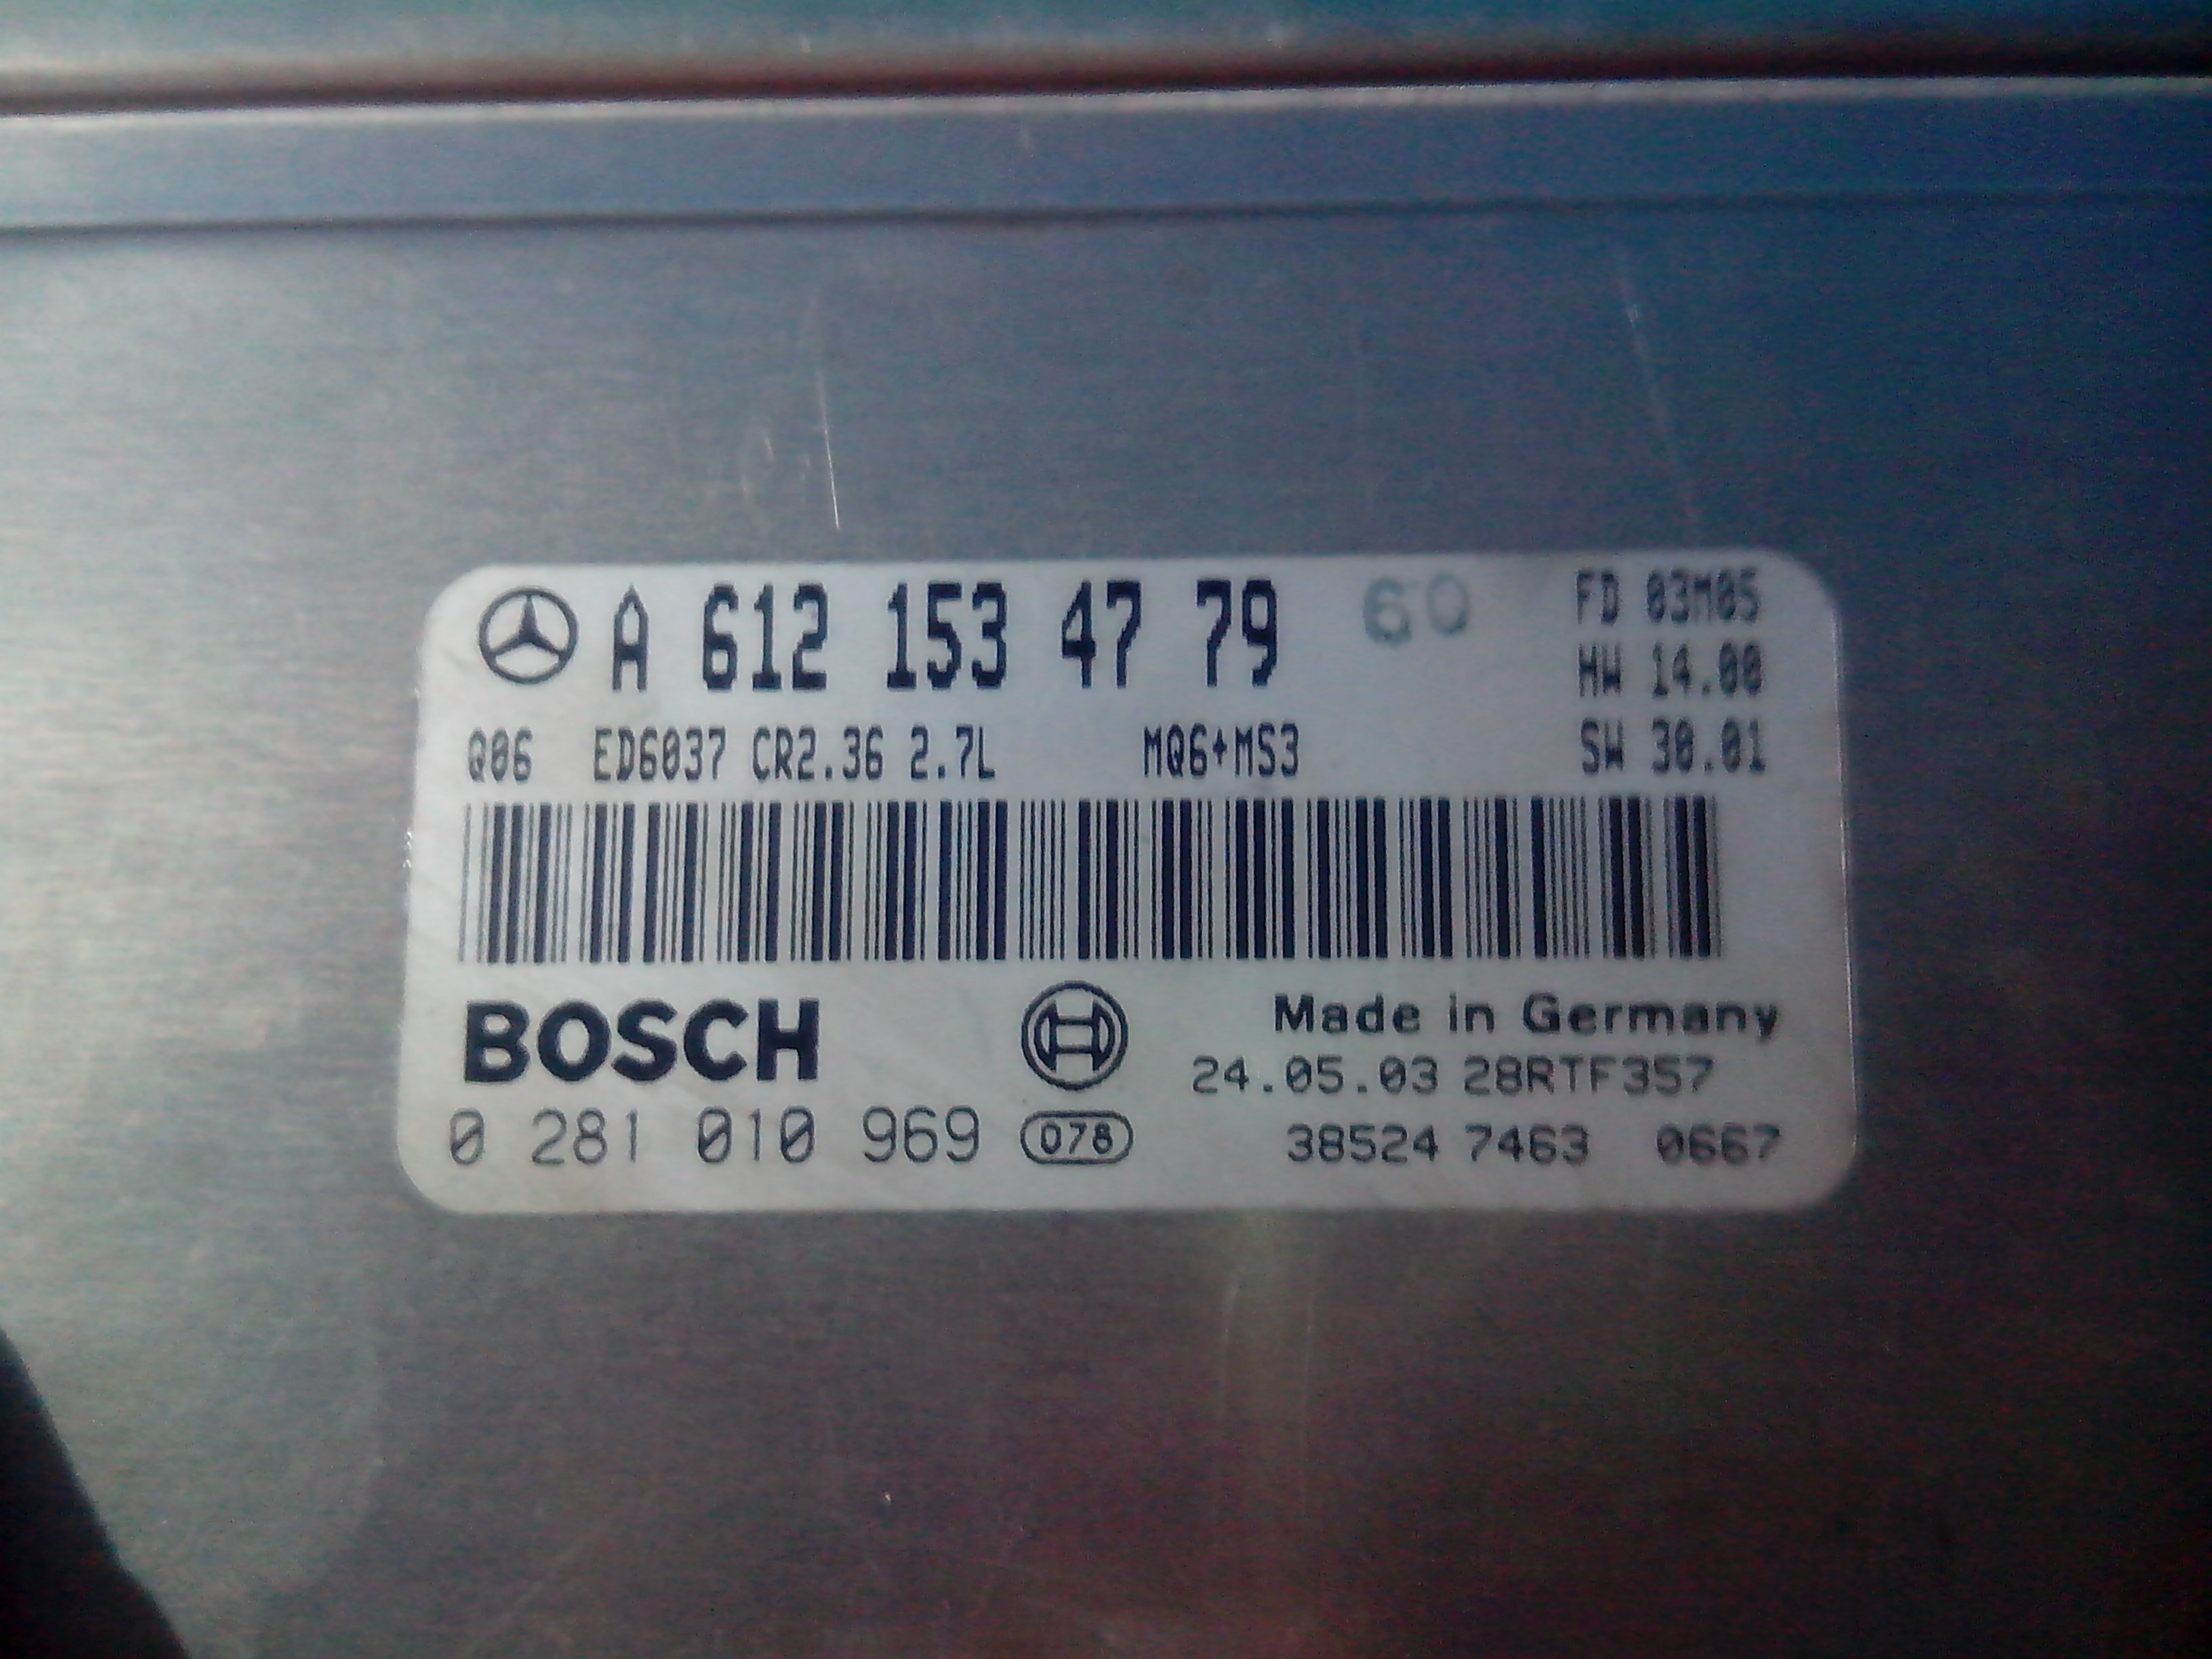 A 612 153 47 79 60 FD 03M05
HW 14.00
Q06 ED6037 CR2.36 2.7L MQ6+MS3 SW 30.01
BOSCH Made in Germany
24.05.03 28RTF357
0 281 010 969 078 38524 7463 0667